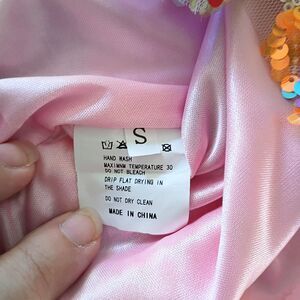 S
HAND WASH
MAXIMNM TEMPERATURE 30
DO NOT BLEACH
DRIP FLAT DRYING IN
THE SHADE
DO NOT DRY CLEAN
MADE IN CHINA